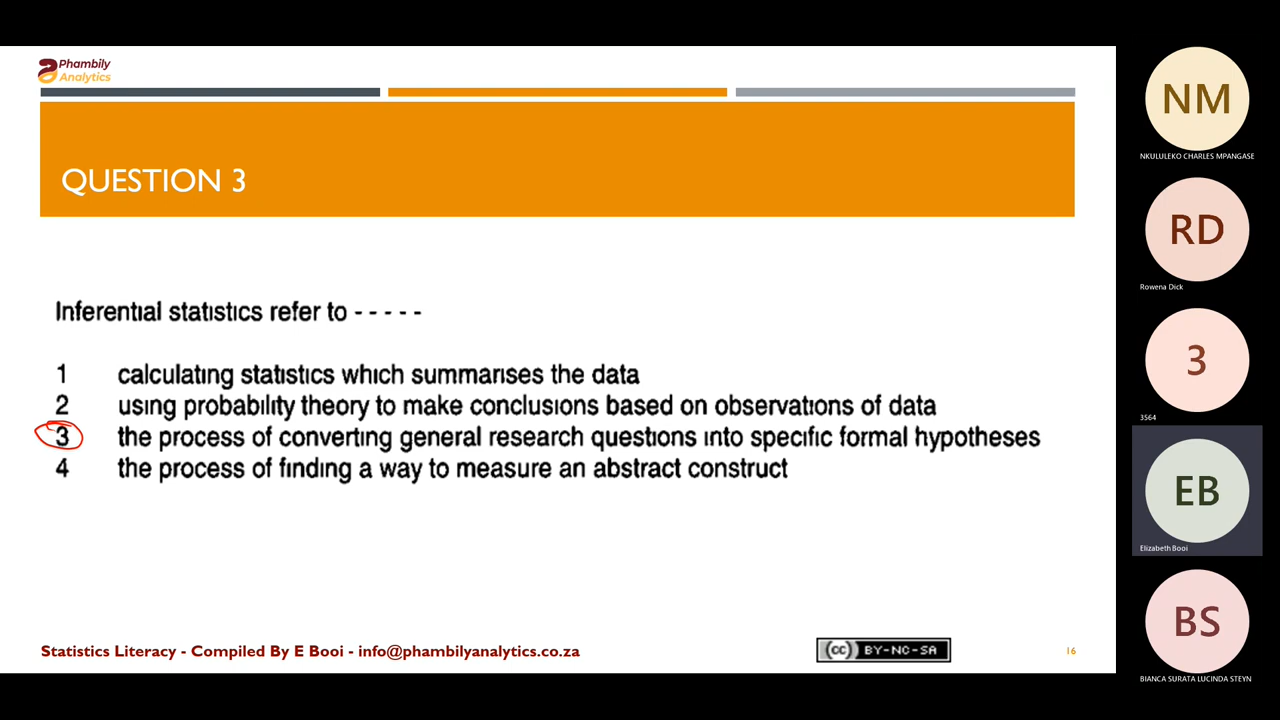 Phambily
Analytics
QUESTION 3
Inferential statistics refer to - - - - -
1 calculating statistics which summarises the data
2 using probability theory to make conclusions based on observations of data
3 the process of converting general research questions into specific formal hypotheses
4 the process of finding a way to measure an abstract construct
Statistics Literacy - Compiled By E Booi - info@phambilyanalytics.co.za
cc BY-NC-SA
16
NM
NKULULEKO CHARLES MPANGASE
RD
Rowena Dick
3
3564
EB
Elizabeth Booi
BS
BIANCA SURATA LUCINDA STEYN